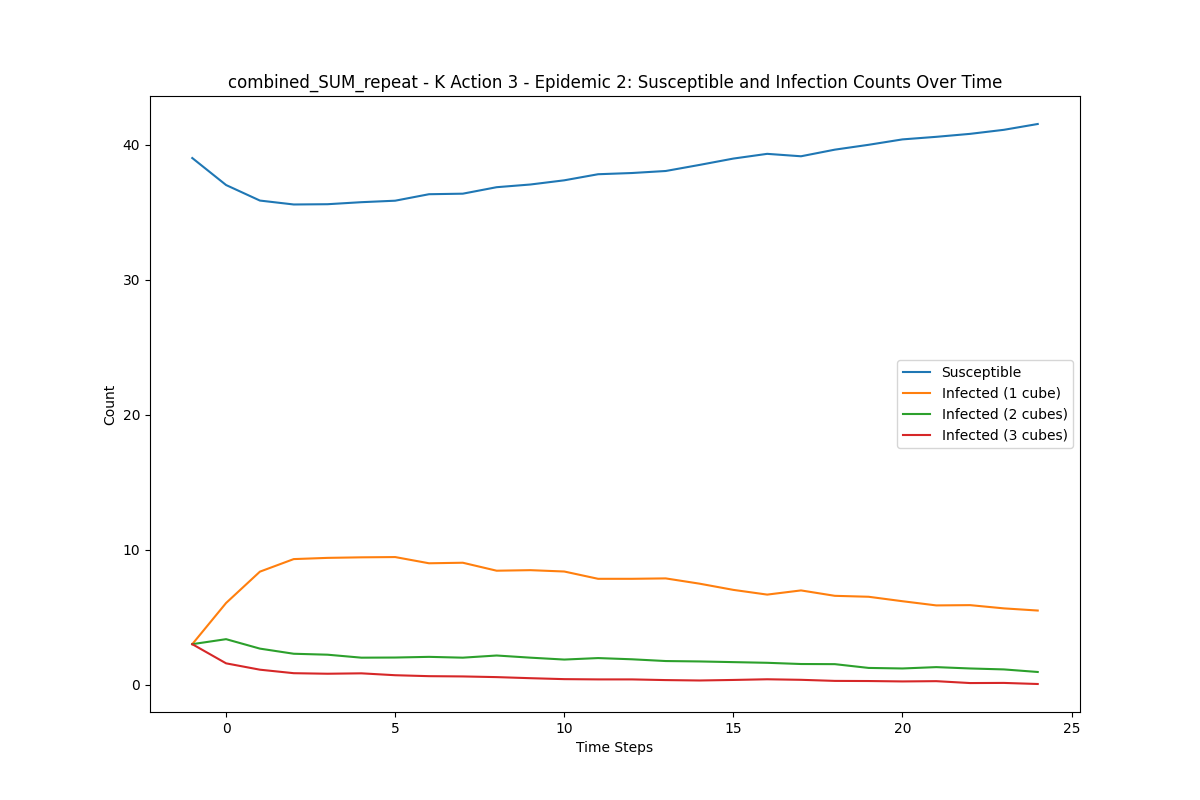 combined_SUM_repeat - K Action 3 - Epidemic 2: Susceptible and Infection Counts Over Time
40
30
20
10
0
Count
Susceptible
Infected (1 cube)
Infected (2 cubes)
Infected (3 cubes)
0 5 10 15 20 25
Time Steps